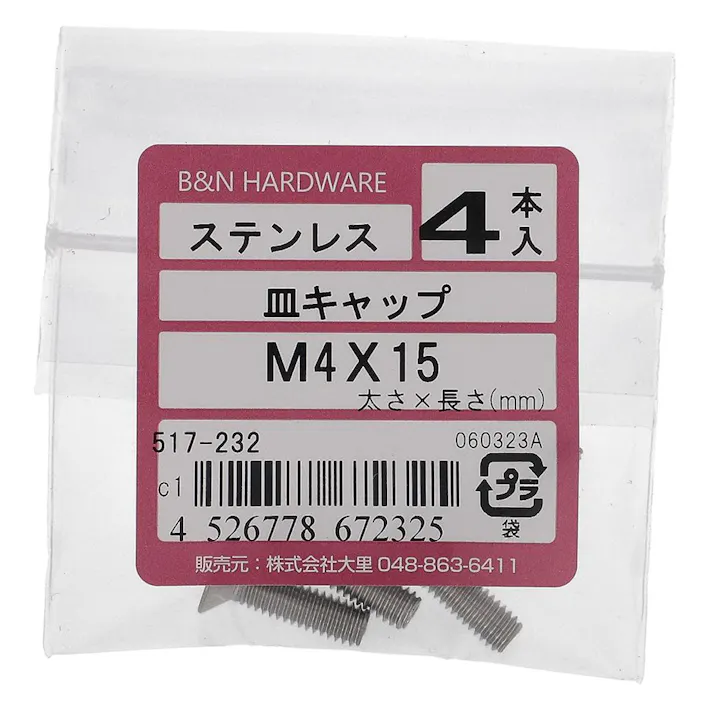 B&N HARDWARE
ステンレス
4本入
皿キャップ
M4X15
太さ×長さ(mm)
517-232
060323A
c1
プラ
袋
4 526778 672325
販売元：株式会社大里 048-863-6411